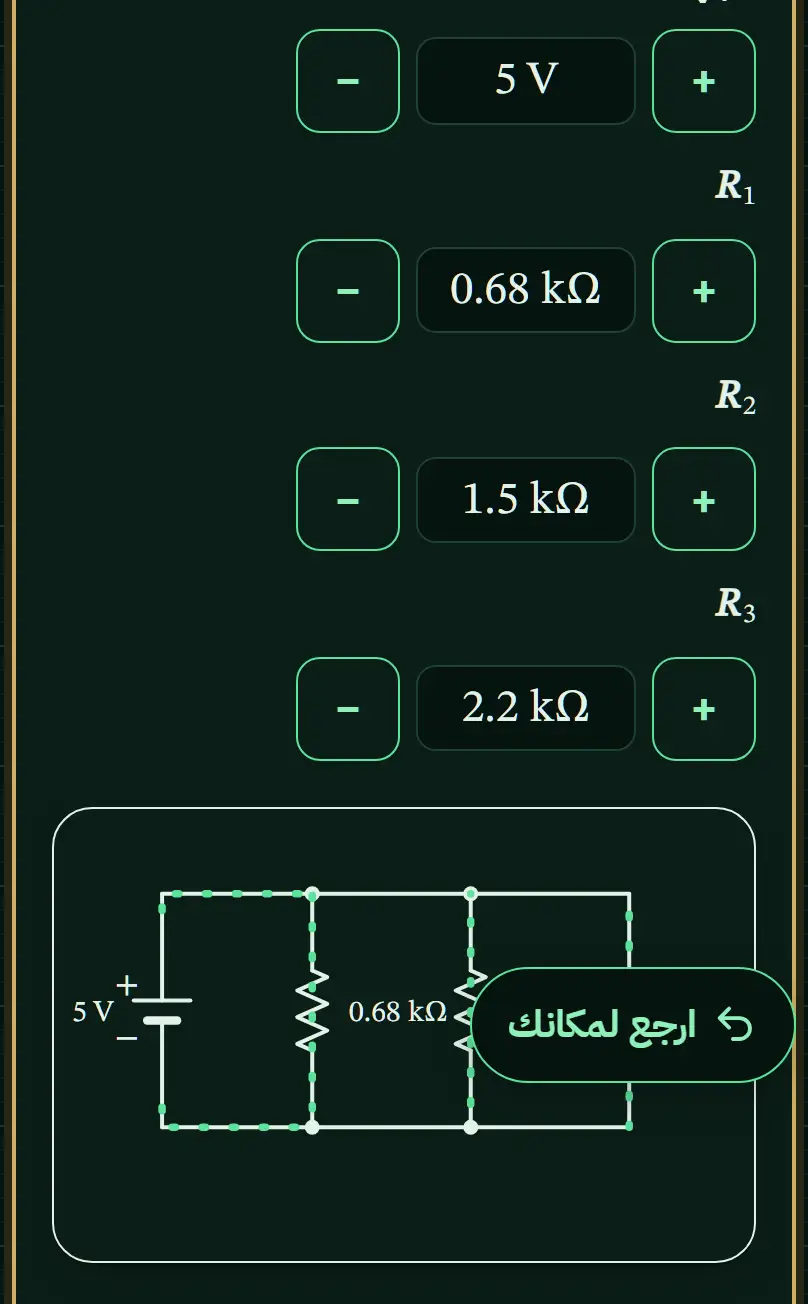 − 5 V +
R₁
− 0.68 kΩ +
R₂
− 1.5 kΩ +
R₃
− 2.2 kΩ +
+
5 V
−
0.68 kΩ
ارجع لمكانك